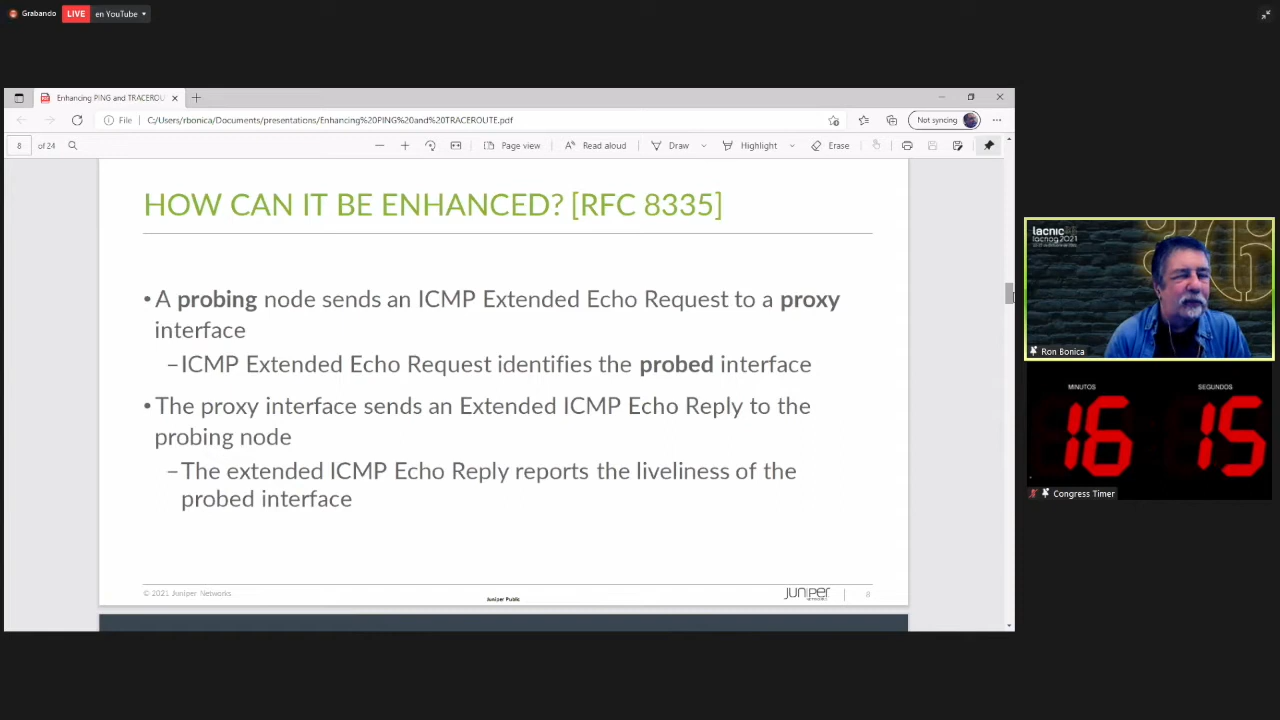 Grabando
LIVE
en YouTube
Enhancing PING and TRACEROU
File
C:/Users/rbonica/Documents/presentations/Enhancing%20PING%20and%20TRACEROUTE.pdf
Not syncing
8
of 24
Page view
Read aloud
Draw
Highlight
Erase
HOW CAN IT BE ENHANCED? [RFC 8335]
•A probing node sends an ICMP Extended Echo Request to a proxy
interface
–ICMP Extended Echo Request identifies the probed interface
•The proxy interface sends an Extended ICMP Echo Reply to the
probing node
–The extended ICMP Echo Reply reports the liveliness of the
probed interface
© 2021 Juniper Networks
Juniper Public
JUNIPER
8
lacnic36
lacnog2021
Ron Bonica
MINUTOS
SEGUNDOS
16
15
Congress Timer